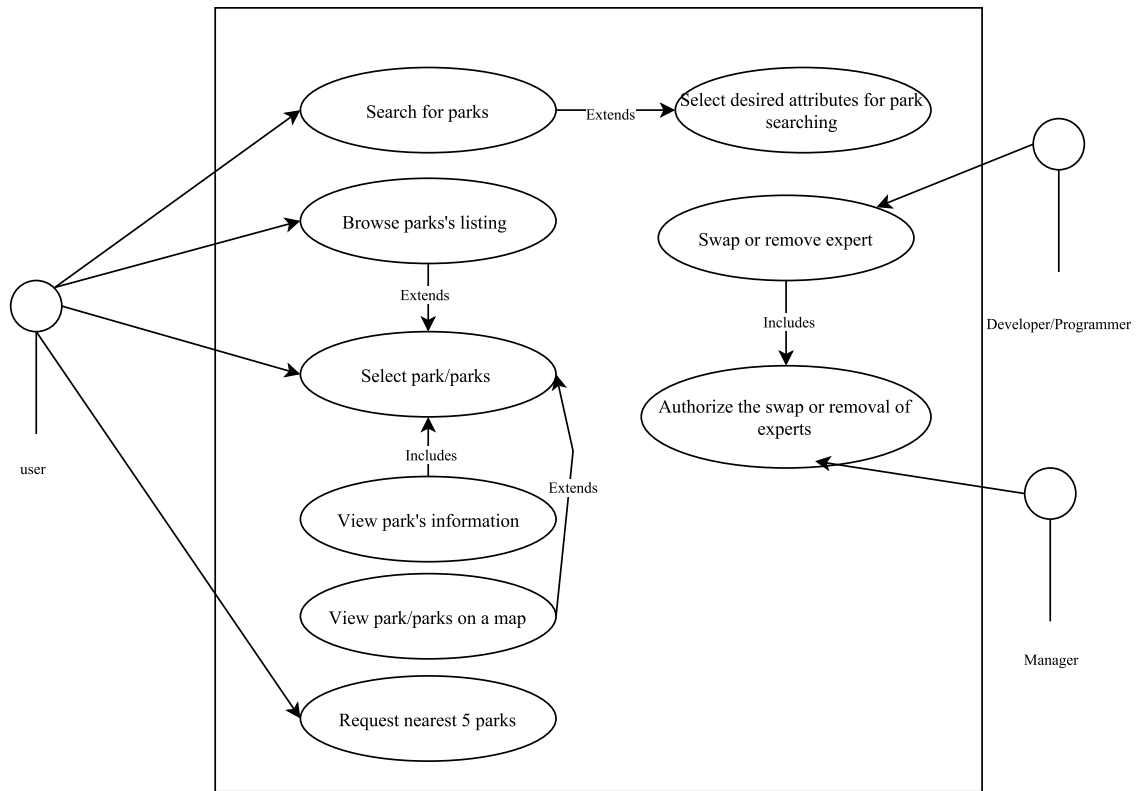 Search for parks
Extends
Select desired attributes for park
searching
Browse parks's listing
Swap or remove expert
Extends
Includes
Developer/Programmer
Select park/parks
Authorize the swap or removal of
experts
Includes
user
Extends
View park's information
View park/parks on a map
Manager
Request nearest 5 parks